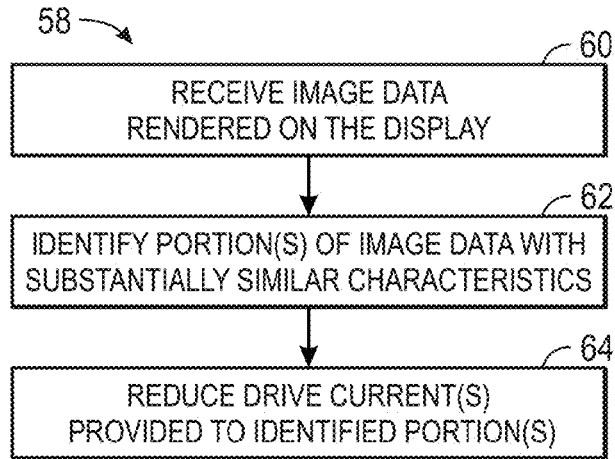 58
60
RECEIVE IMAGE DATA
RENDERED ON THE DISPLAY
62
IDENTIFY PORTION(S) OF IMAGE DATA WITH
SUBSTANTIALLY SIMILAR CHARACTERISTICS
64
REDUCE DRIVE CURRENT(S)
PROVIDED TO IDENTIFIED PORTION(S)